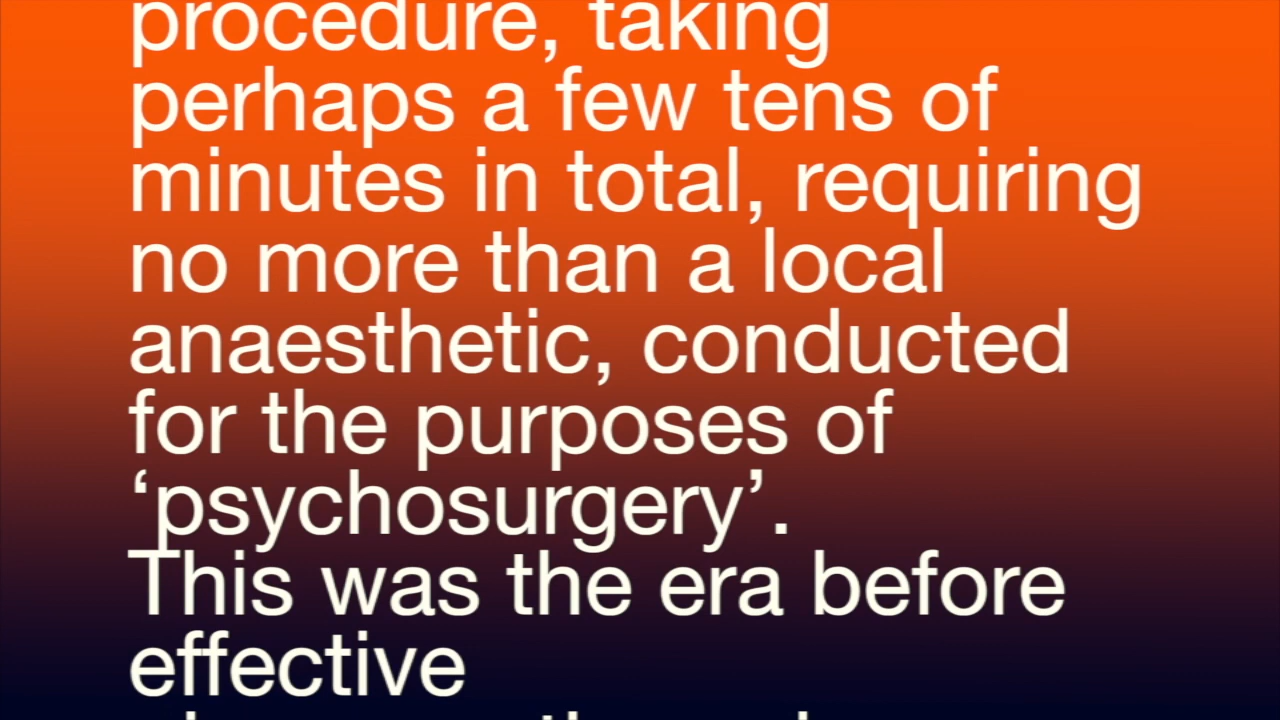 procedure, taking
perhaps a few tens of
minutes in total, requiring
no more than a local
anaesthetic, conducted
for the purposes of
‘psychosurgery’.
This was the era before
effective